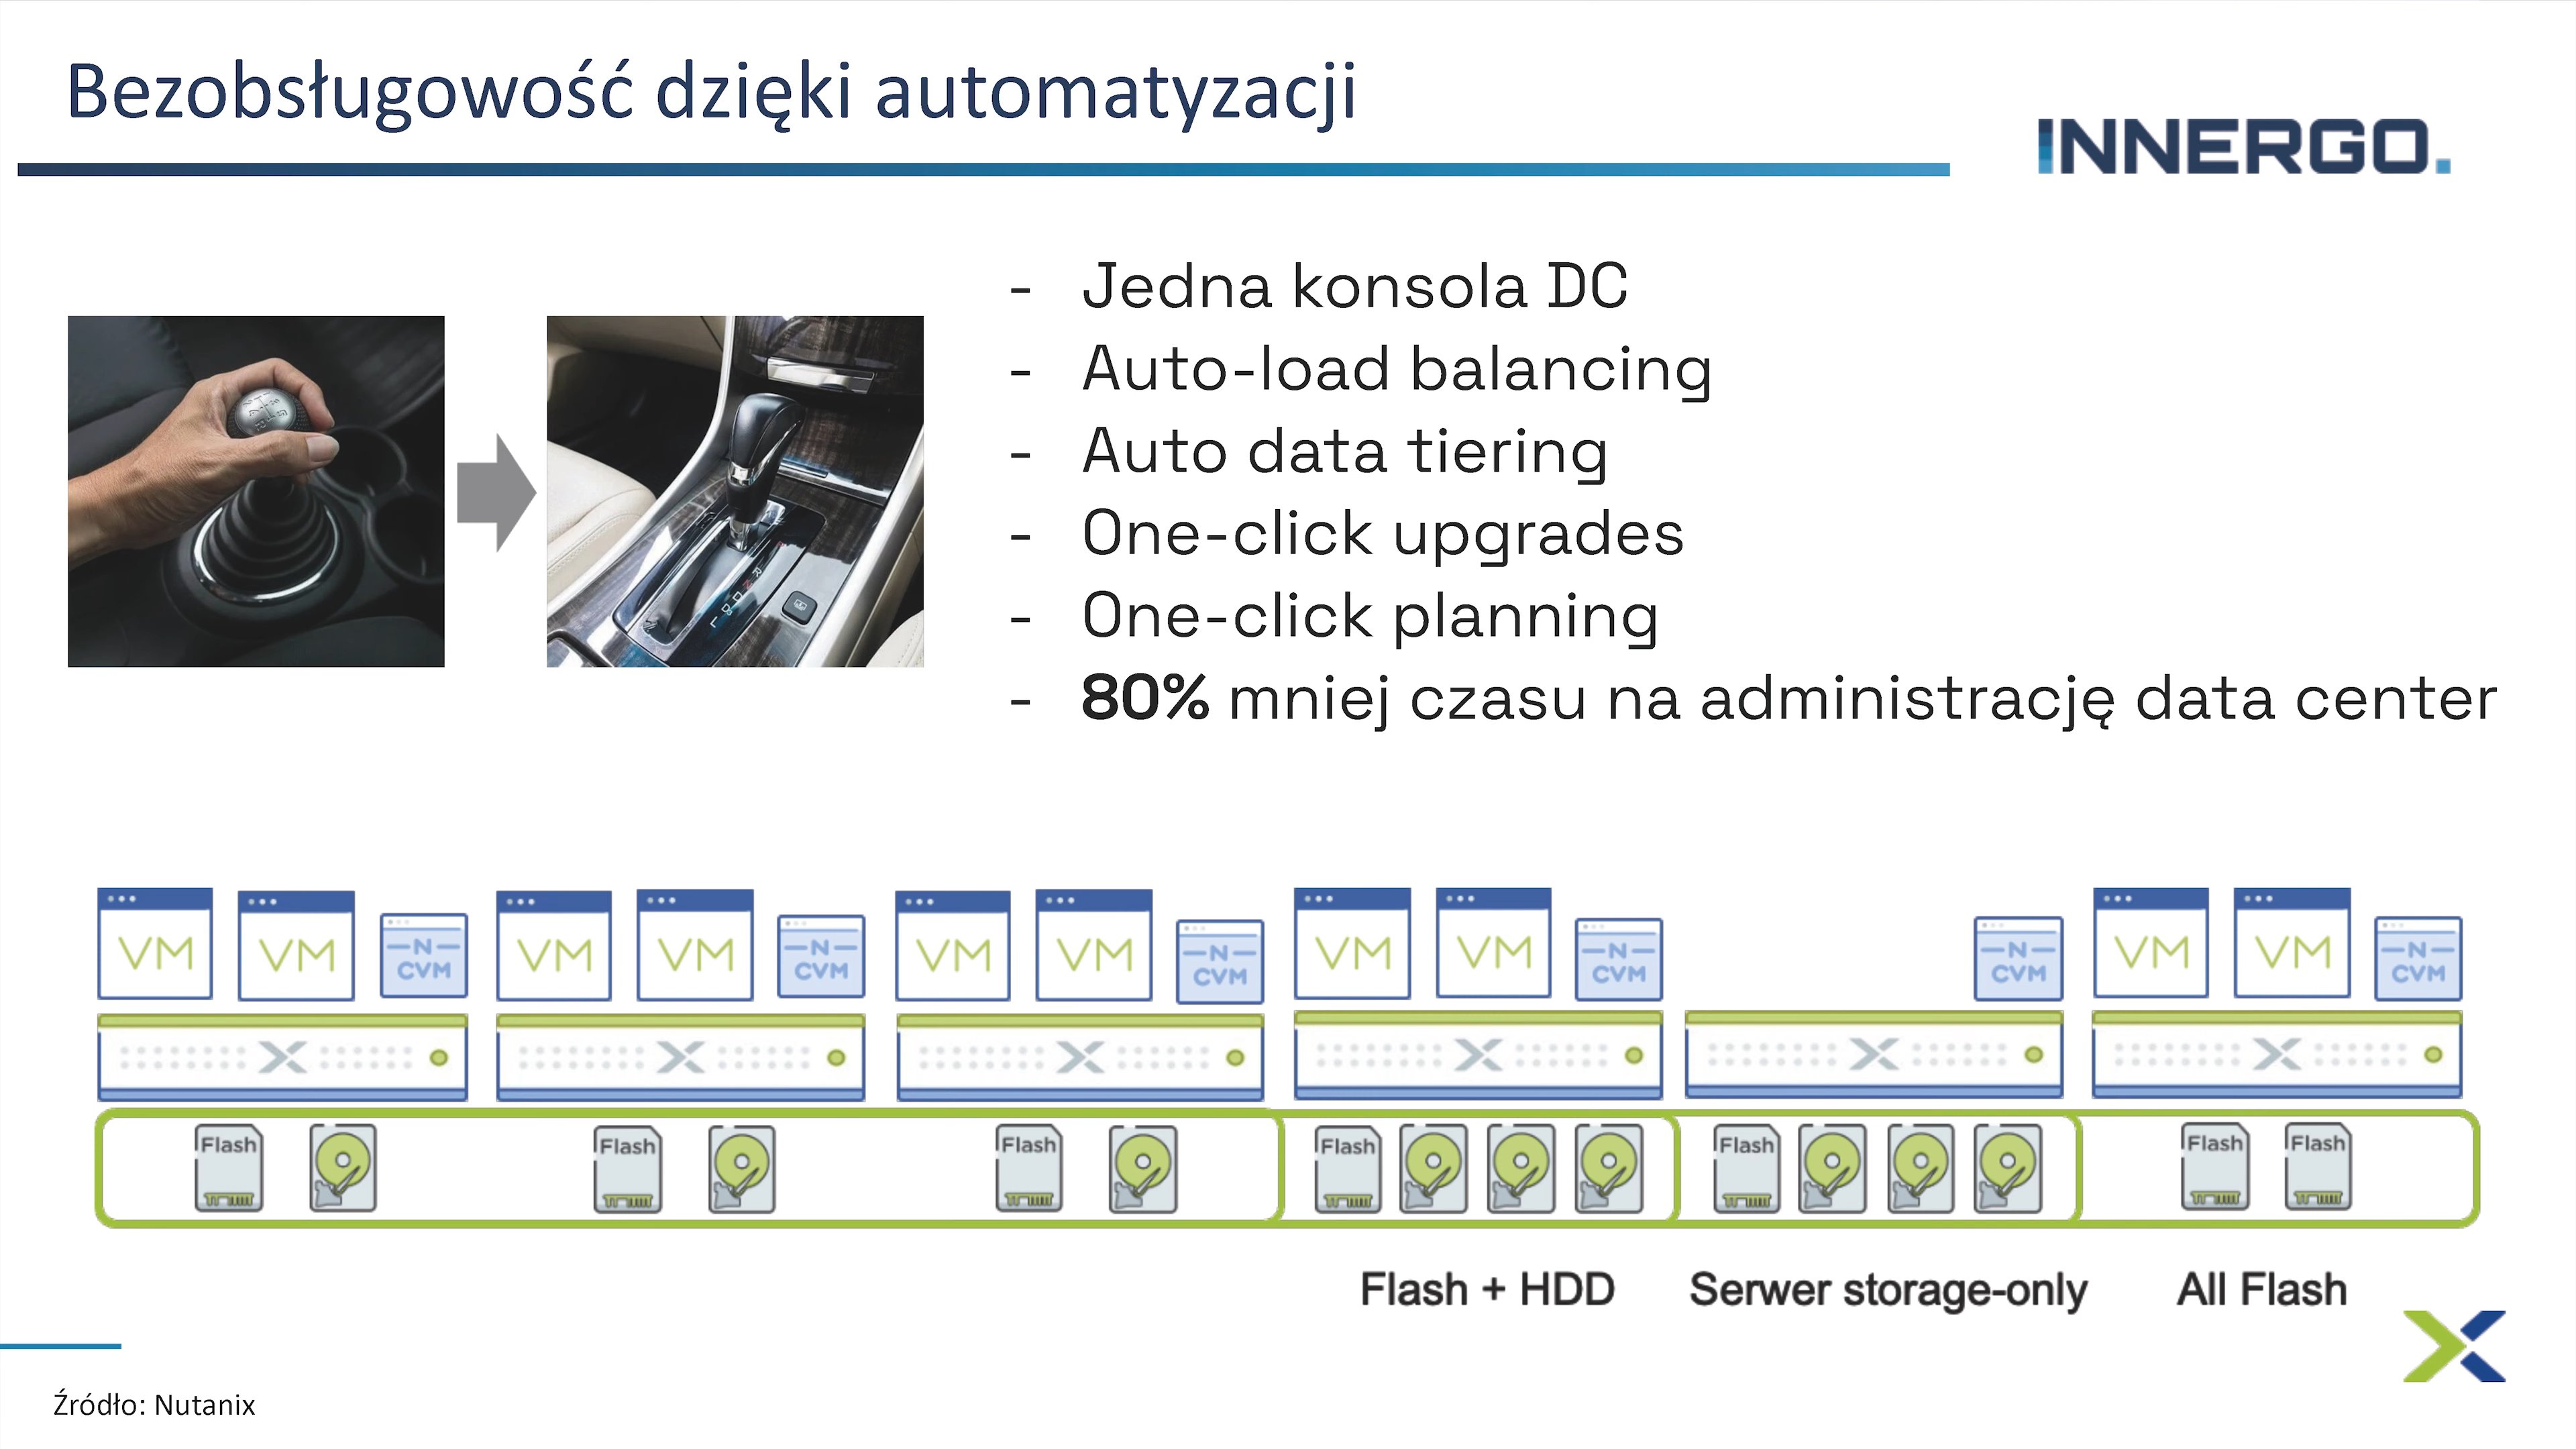 Bezobsługowość dzięki automatyzacji
INNERGO.
- Jedna konsola DC
- Auto-load balancing
- Auto data tiering
- One-click upgrades
- One-click planning
- 80% mniej czasu na administrację data center
VM VM N CVM VM VM N CVM VM VM N CVM VM VM N CVM N CVM VM VM N CVM
Flash Flash Flash Flash Flash Flash Flash
Flash + HDD Serwer storage-only All Flash
Źródło: Nutanix